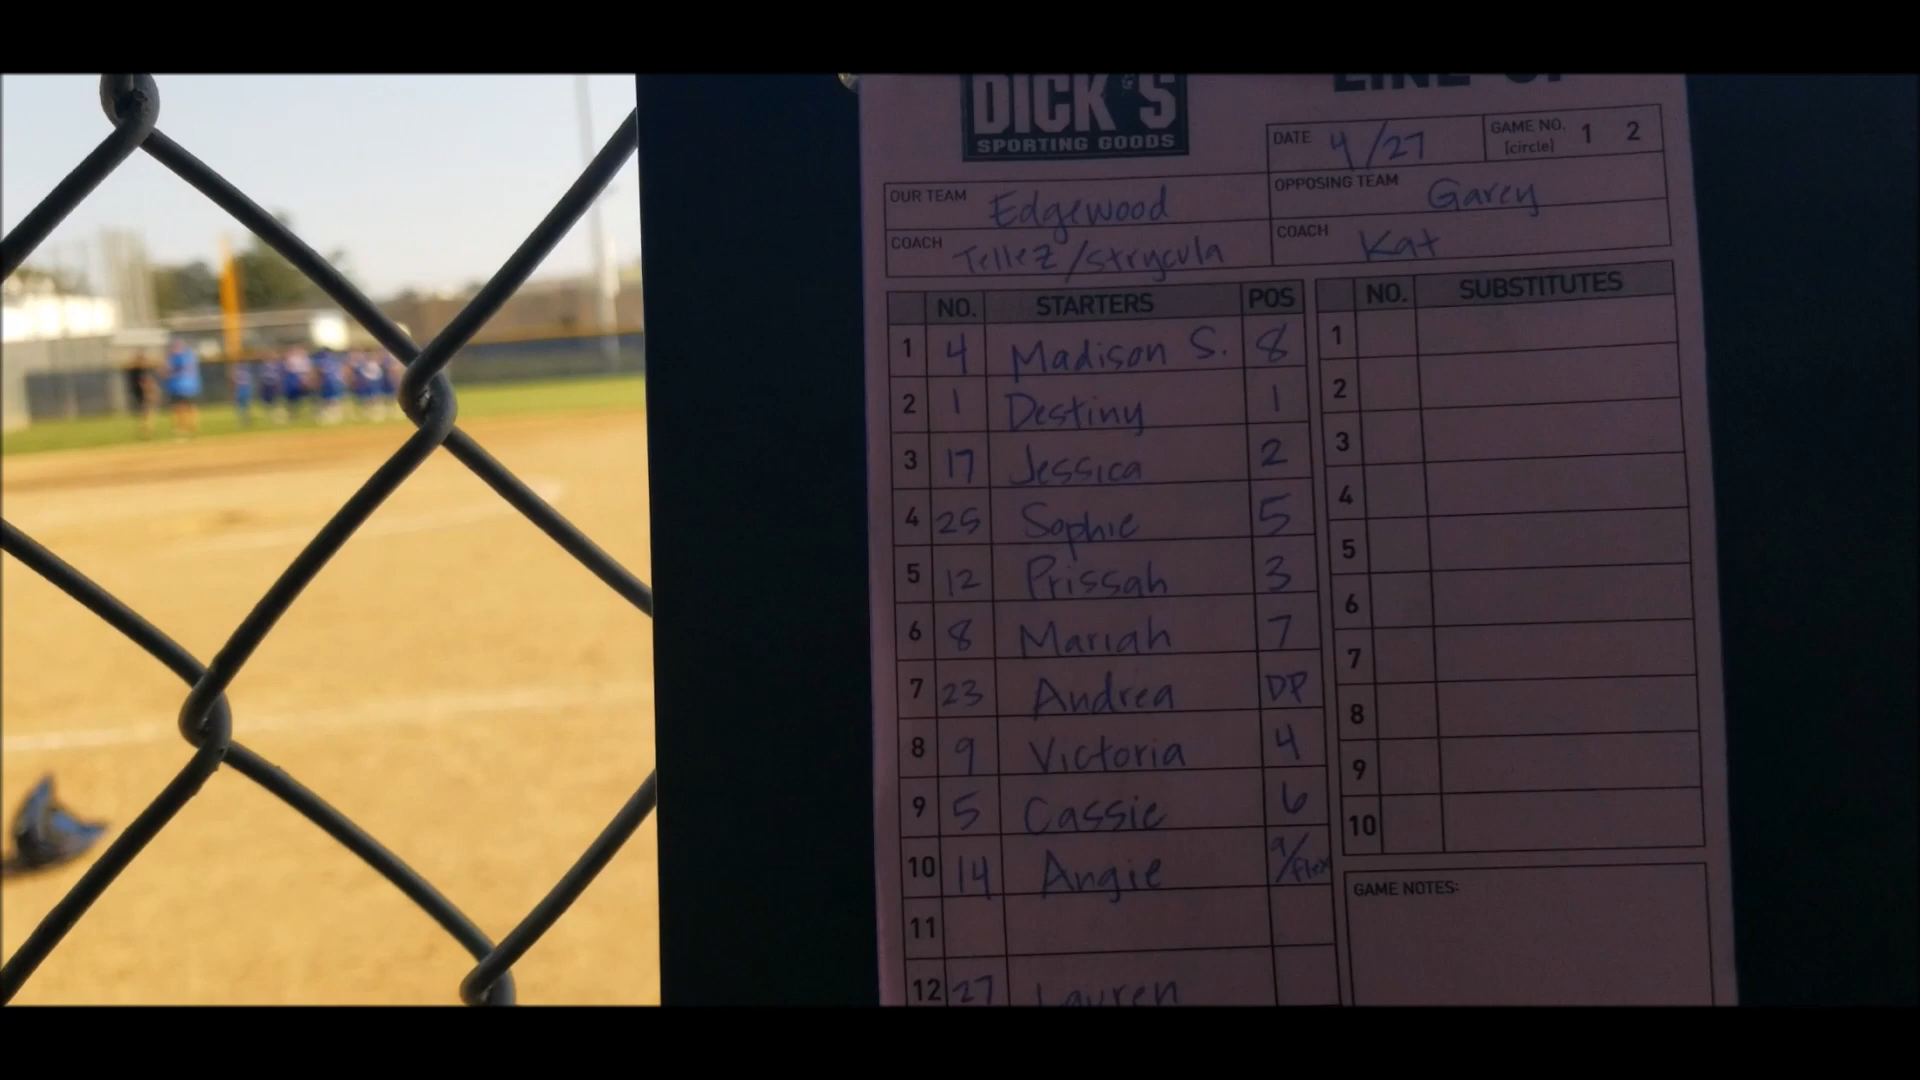 DICK'S
SPORTING GOODS
DATE 4/27 GAME NO. (circle) 1 2
OUR TEAM Edgewood OPPOSING TEAM Garey
COACH Tellez/Strycula COACH Kat
NO. STARTERS POS NO. SUBSTITUTES
1 4 Madison S. 8 1
2 1 Destiny 1 2
3 17 Jessica 2 3
4 25 Sophie 5 4
5 12 Prissah 3 5
6 8 Mariah 7 6
7 23 Andrea DP 7
8 9 Victoria 4 8
9 5 Cassie 6 9
10 14 Angie 9/flex 10
11
GAME NOTES:
12 27 Lauren